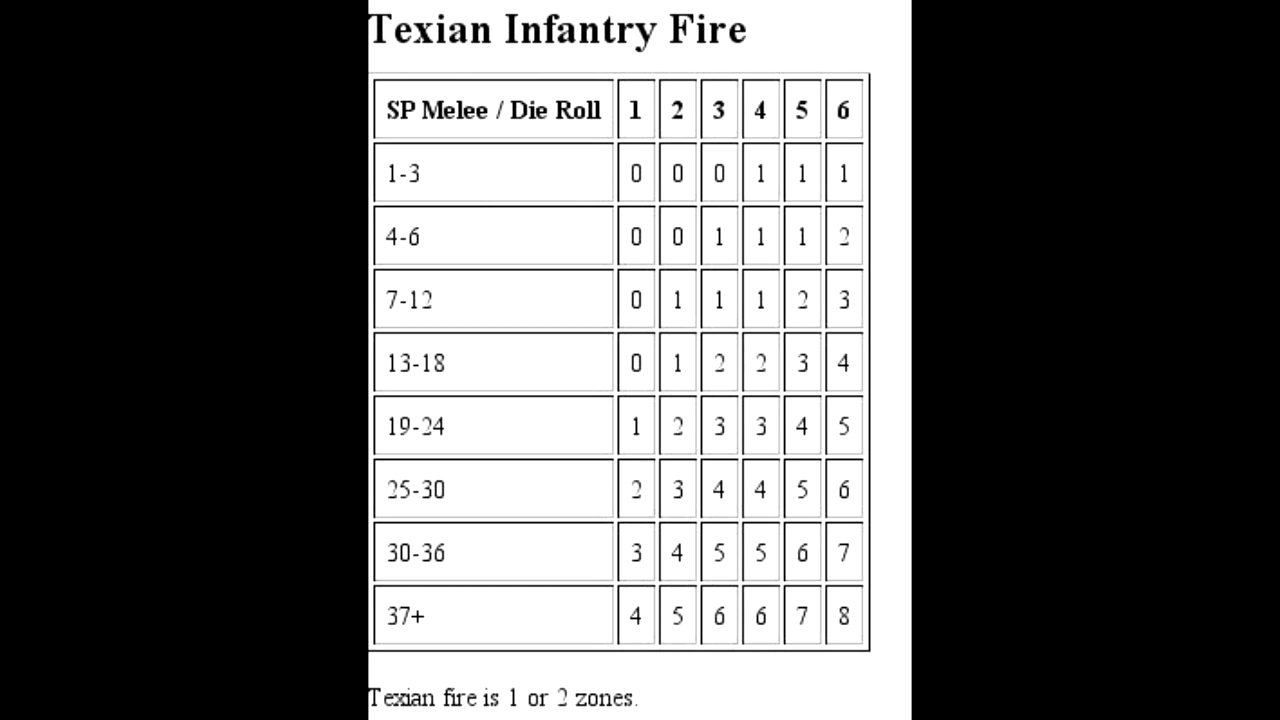 Texian Infantry Fire
SP Melee / Die Roll 1 2 3 4 5 6
1-3 0 0 0 1 1 1
4-6 0 0 1 1 1 2
7-12 0 1 1 1 2 3
13-18 0 1 2 2 3 4
19-24 1 2 3 3 4 5
25-30 2 3 4 4 5 6
30-36 3 4 5 5 6 7
37+ 4 5 6 6 7 8
Texian fire is 1 or 2 zones.